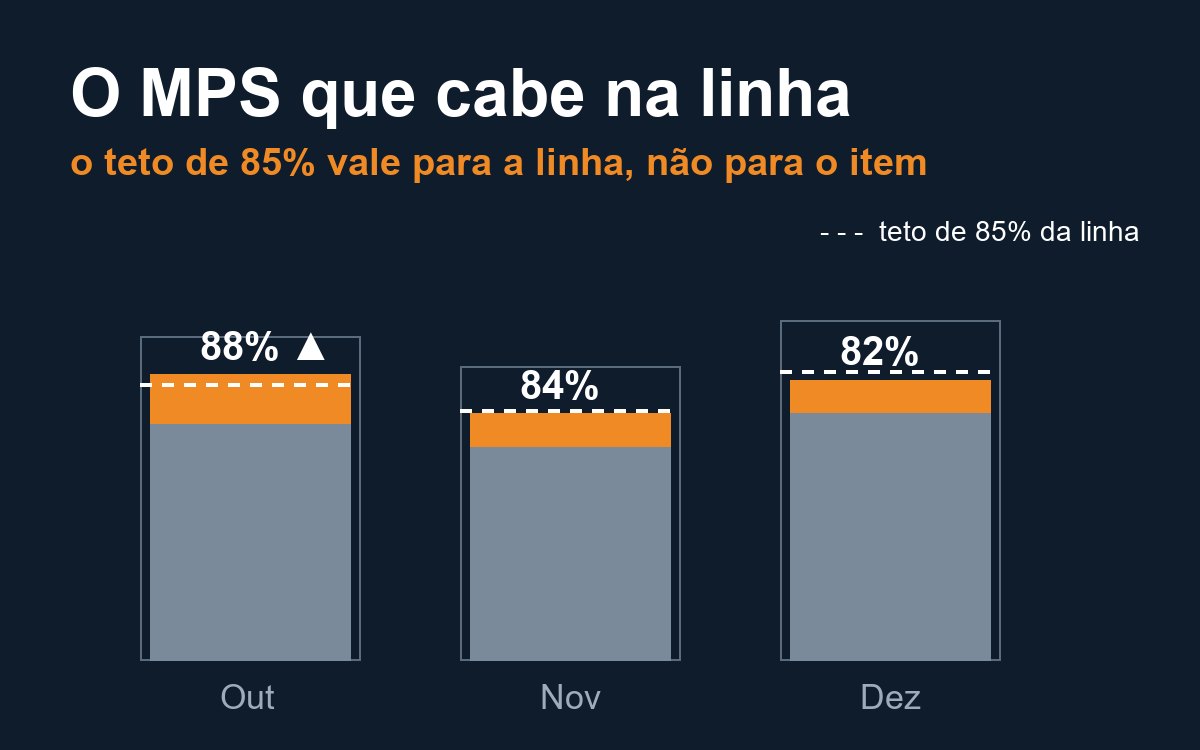 O MPS que cabe na linha
o teto de 85% vale para a linha, não para o item
- - - teto de 85% da linha
88% ▲
84%
82%
Out
Nov
Dez